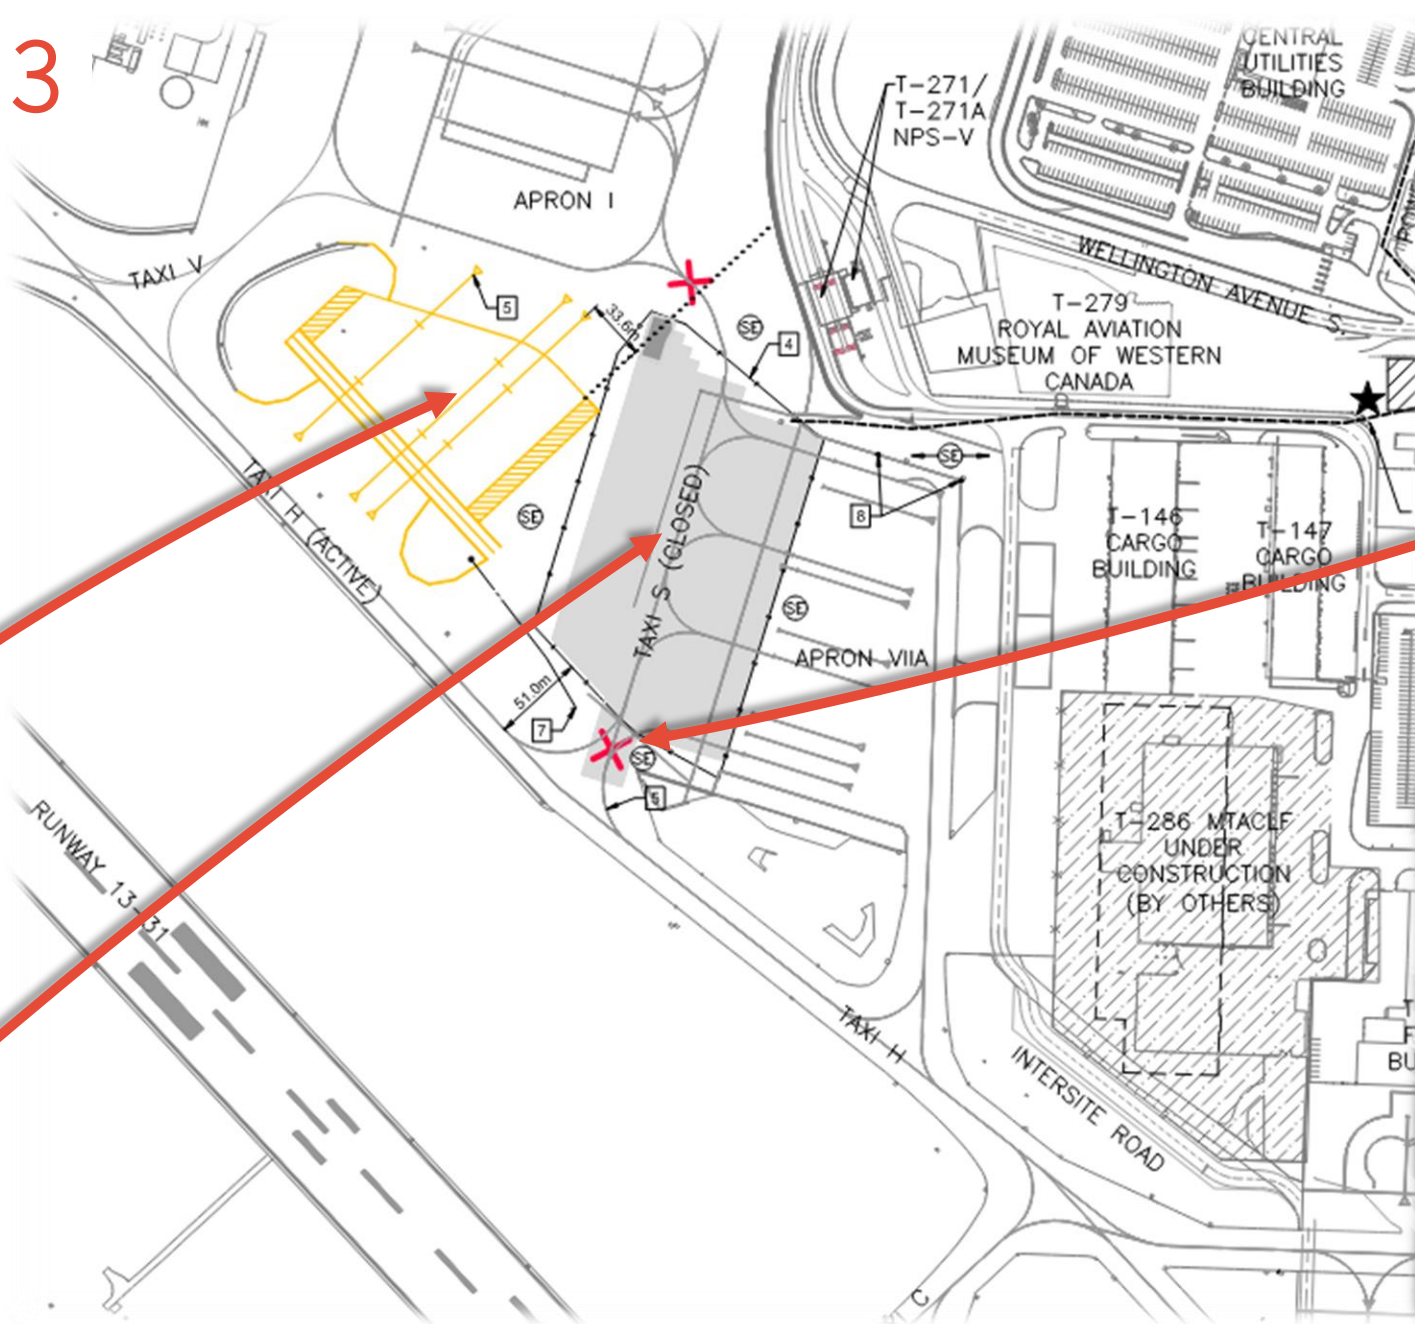 3
CENTRAL
UTILITIES
BUILDING
T-271/
T-271A
NPS-V
APRON I
TAXI V
WELLINGTON AVENUE S.
5
33.6m
SE
4
T-279
ROYAL AVIATION
MUSEUM OF WESTERN
CANADA
TAXI H (ACTIVE)
SE
TAXI S (CLOSED)
SE
8
T-146
CARGO
BUILDING
T-147
CARGO
BUILDING
SE
APRON VIIA
51.0m
7
SE
6
RUNWAY 13-31
T-286 MTACLF
UNDER
CONSTRUCTION
(BY OTHERS)
TAXI H
INTERSITE ROAD
BU
C